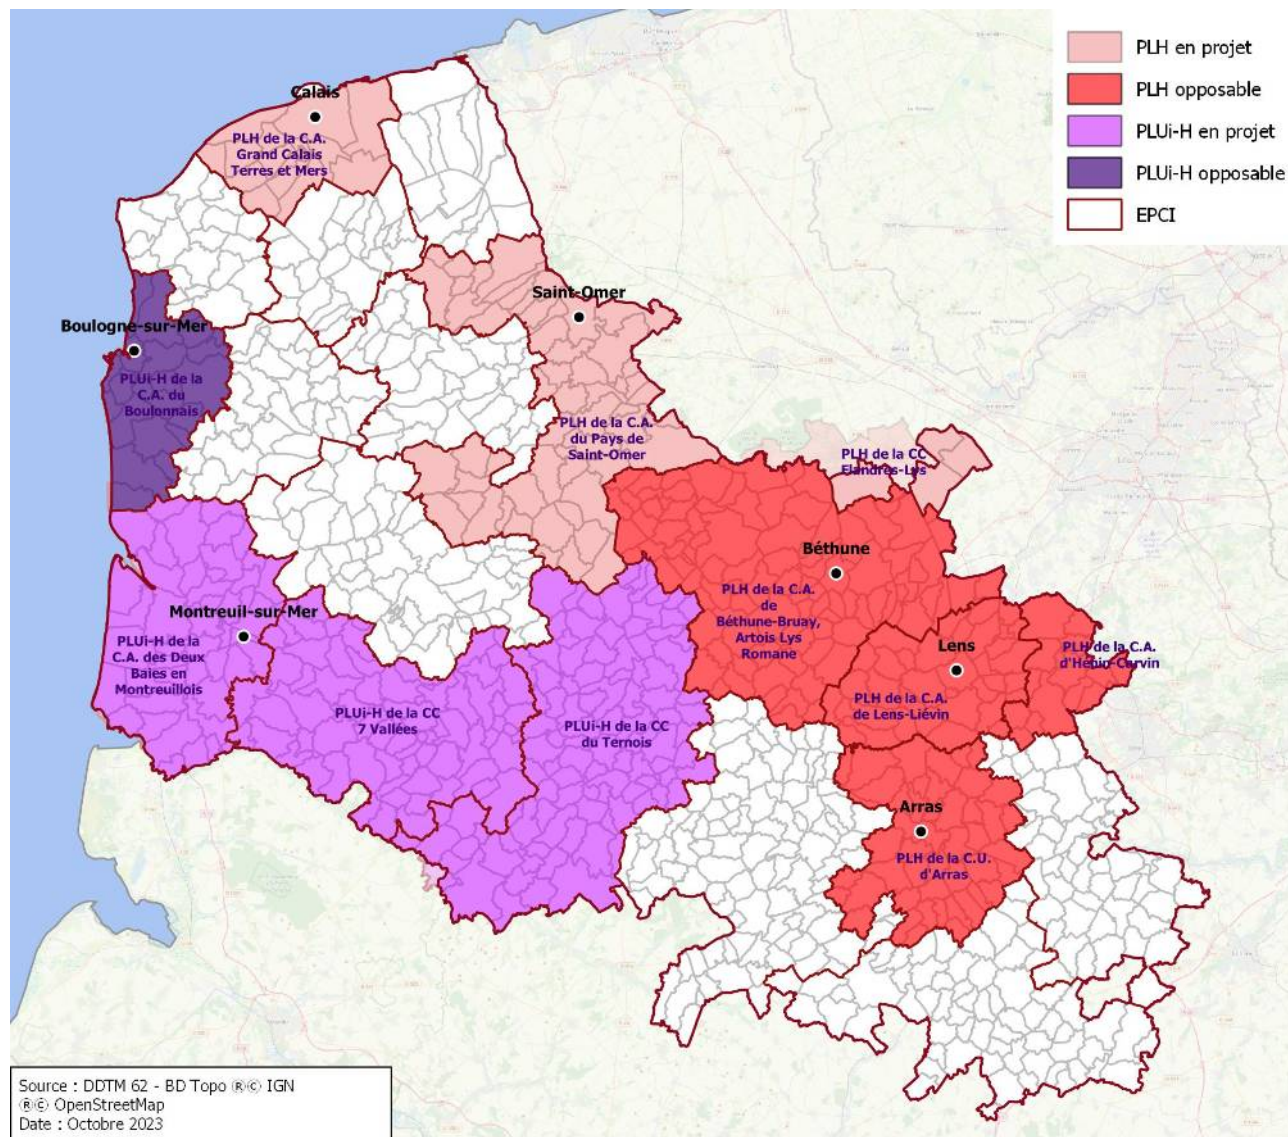 PLH en projet
PLH opposable
PLUi-H en projet
PLUi-H opposable
EPCI
Calais
PLH de la C.A.
Grand Calais
Terres et Mers
Saint-Omer
Boulogne-sur-Mer
PLUi-H de la
C.A. du
Boulonnais
PLH de la C.A.
du Pays de
Saint-Omer
PLH de la CC
Flandres-Lys
Béthune
PLH de la C.A.
de
Béthune-Bruay,
Artois Lys
Romane
Montreuil-sur-Mer
PLUi-H de la
C.A. des Deux
Baies en
Montreuillois
Lens
PLH de la C.A.
de Lens-Liévin
PLH de la C.A.
d'Hénin-Carvin
PLUi-H de la CC
7 Vallées
PLUi-H de la CC
du Ternois
Arras
PLH de la C.U.
d'Arras
Source : DDTM 62 - BD Topo ®© IGN
®© OpenStreetMap
Date : Octobre 2023